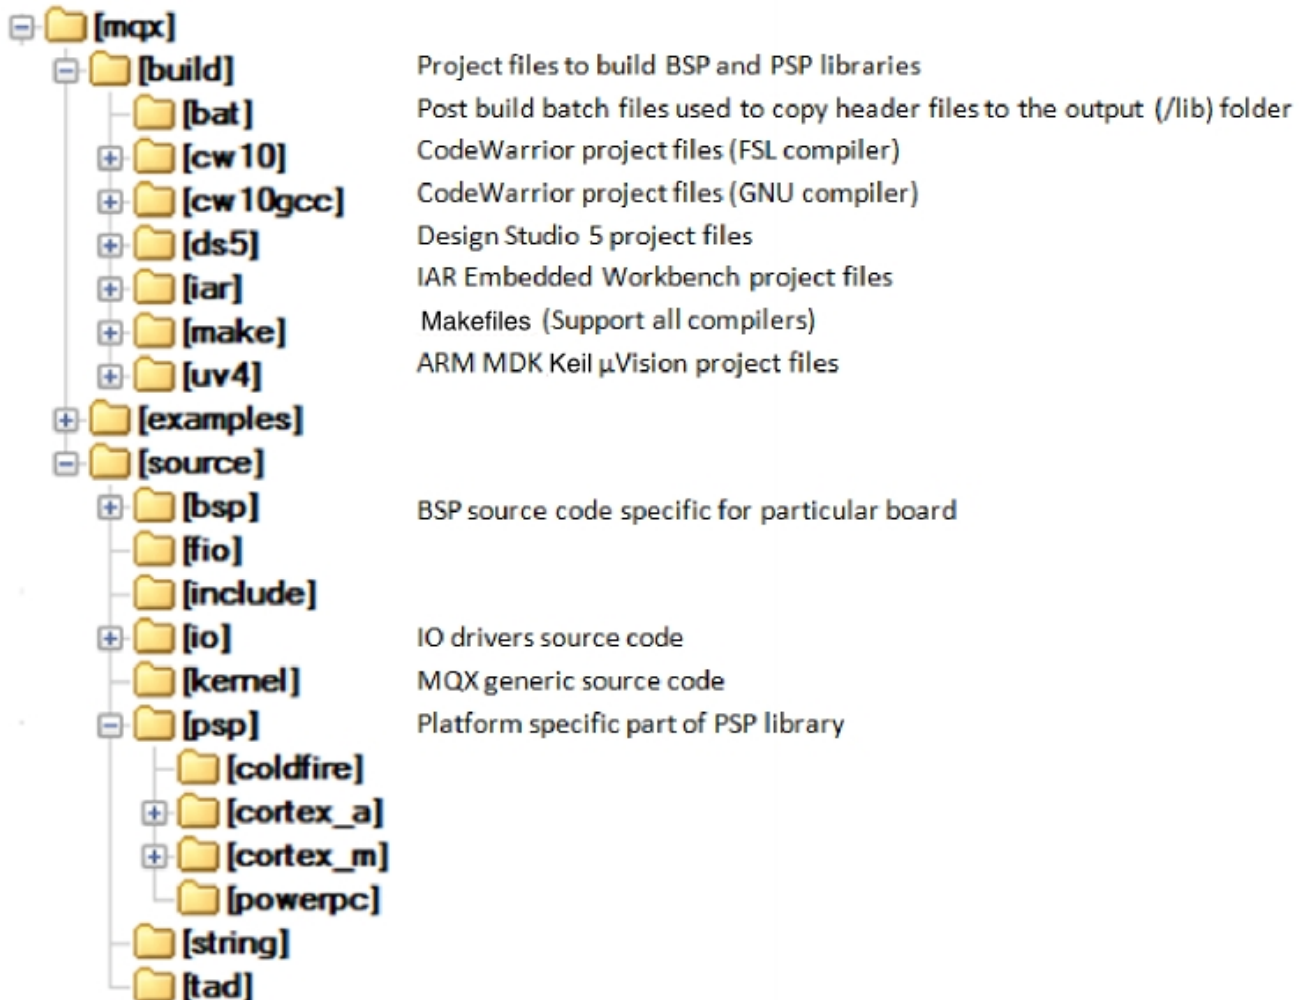 [mqx]
[build] Project files to build BSP and PSP libraries
[bat] Post build batch files used to copy header files to the output (/lib) folder
[cw10] CodeWarrior project files (FSL compiler)
[cw10gcc] CodeWarrior project files (GNU compiler)
[ds5] Design Studio 5 project files
[iar] IAR Embedded Workbench project files
[make] Makefiles (Support all compilers)
[uv4] ARM MDK Keil µVision project files
[examples]
[source]
[bsp] BSP source code specific for particular board
[fio]
[include]
[io] IO drivers source code
[kernel] MQX generic source code
[psp] Platform specific part of PSP library
[coldfire]
[cortex_a]
[cortex_m]
[powerpc]
[string]
[tad]